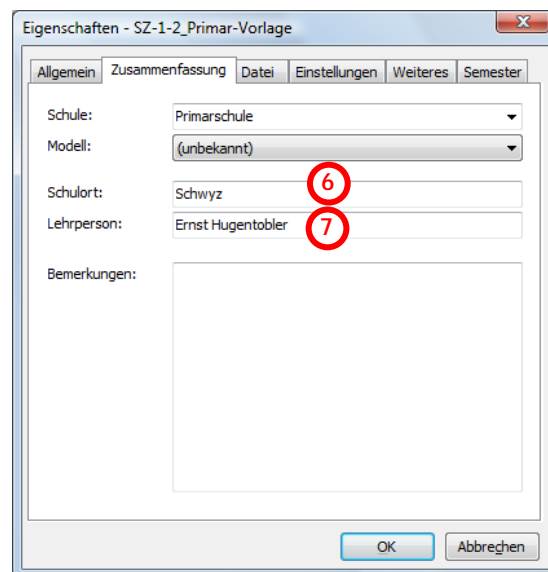 Eigenschaften - SZ-1-2_Primar-Vorlage
Allgemein Zusammenfassung Datei Einstellungen Weiteres Semester
Schule: Primarschule
Modell: (unbekannt)
6
Schulort: Schwyz
Lehrperson: Ernst Hugentobler 7
Bemerkungen:
OK Abbrechen